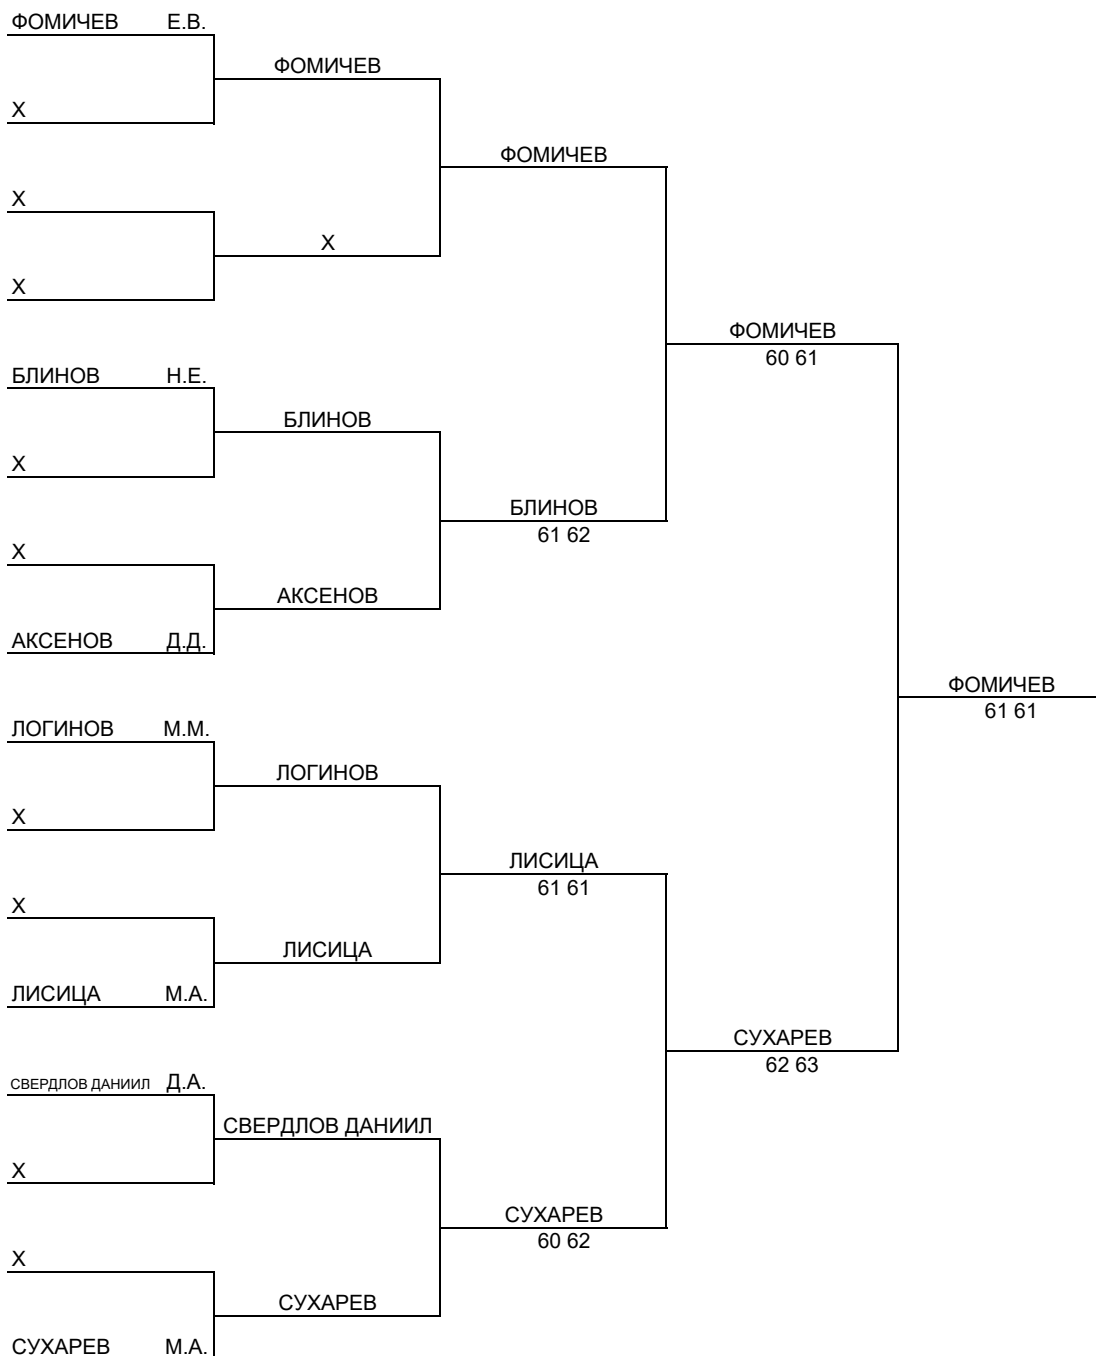 ФОМИЧЕВ Е.В.
ФОМИЧЕВ
X
ФОМИЧЕВ
X
X
X
ФОМИЧЕВ
60 61
БЛИНОВ Н.Е.
БЛИНОВ
X
БЛИНОВ
61 62
X
АКСЕНОВ
АКСЕНОВ Д.Д.
ФОМИЧЕВ
61 61
ЛОГИНОВ М.М.
ЛОГИНОВ
X
ЛИСИЦА
61 61
X
ЛИСИЦА
ЛИСИЦА М.А.
СУХАРЕВ
62 63
СВЕРДЛОВ ДАНИИЛ Д.А.
СВЕРДЛОВ ДАНИИЛ
X
СУХАРЕВ
60 62
X
СУХАРЕВ
СУХАРЕВ М.А.